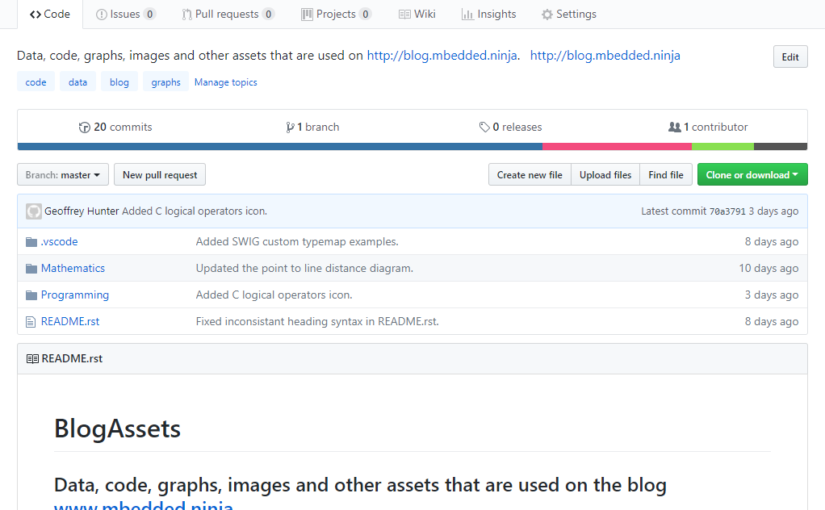 Code Issues 0 Pull requests 0 Projects 0 Wiki Insights Settings
Data, code, graphs, images and other assets that are used on http://blog.mbedded.ninja. http://blog.mbedded.ninja Edit
code data blog graphs Manage topics
20 commits 1 branch 0 releases 1 contributor
Branch: master New pull request Create new file Upload files Find file Clone or download
Geoffrey Hunter Added C logical operators icon. Latest commit 70a3791 3 days ago
.vscode Added SWIG custom typemap examples. 8 days ago
Mathematics Updated the point to line distance diagram. 10 days ago
Programming Added C logical operators icon. 3 days ago
README.rst Fixed inconsistant heading syntax in README.rst. 8 days ago
README.rst
BlogAssets
Data, code, graphs, images and other assets that are used on the blog
www.mbedded.ninja